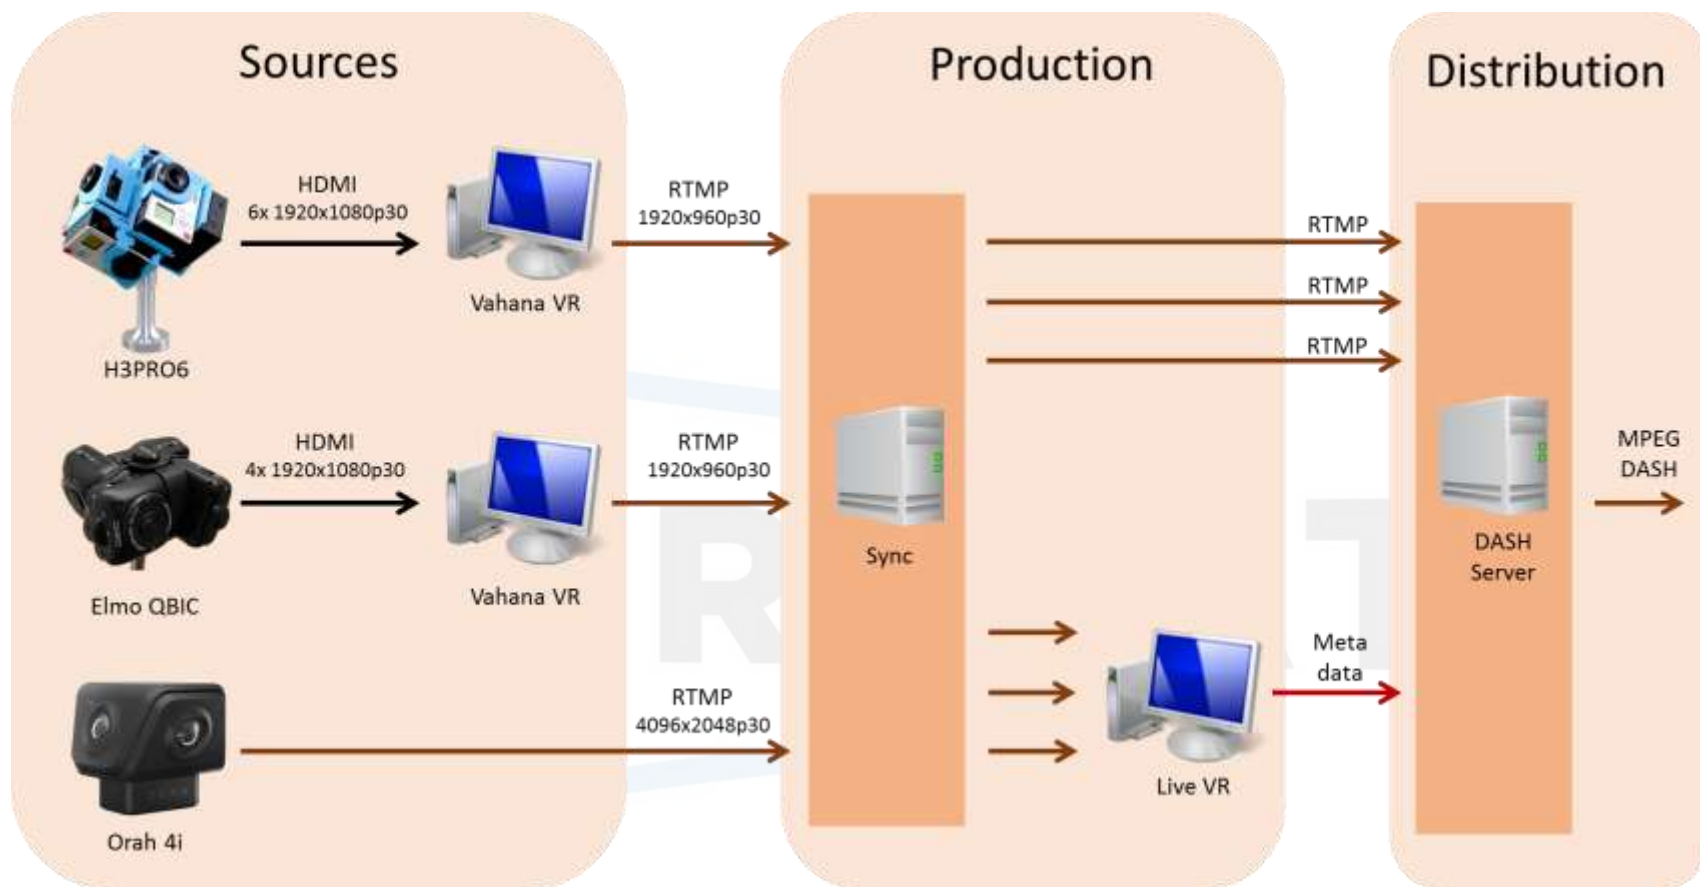 Sources
Production
Distribution
HDMI
6x 1920x1080p30
RTMP
1920x960p30
RTMP
RTMP
RTMP
Vahana VR
H3PRO6
HDMI
4x 1920x1080p30
RTMP
1920x960p30
MPEG
DASH
Sync
DASH
Server
Vahana VR
Elmo QBIC
Meta
data
RTMP
4096x2048p30
Live VR
Orah 4i